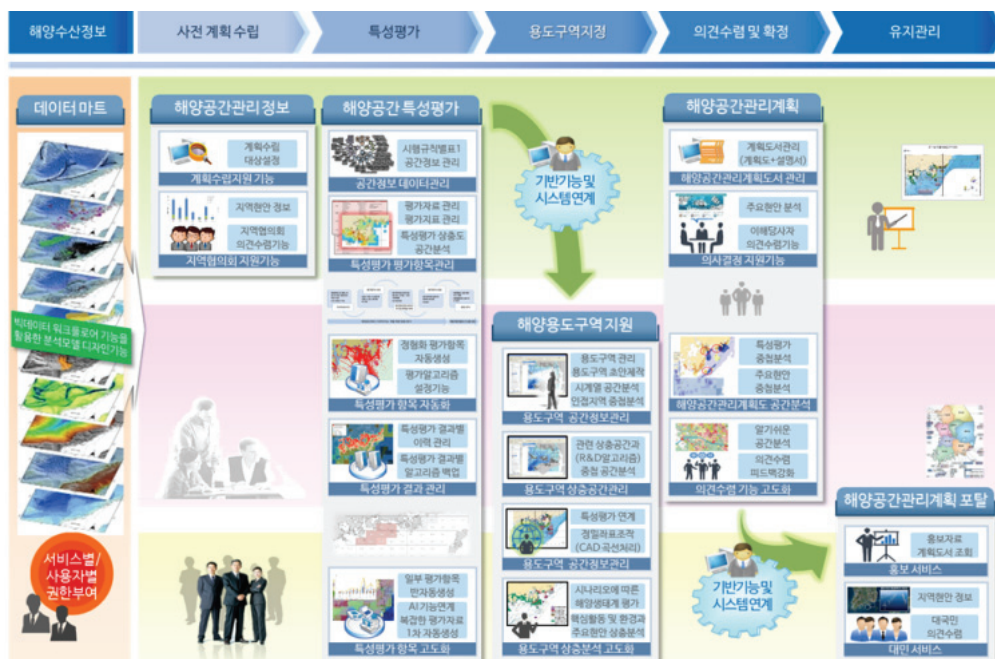 해양수산정보
사전 계획 수립
특성평가
용도구역지정
의견수렴 및 확정
유지관리
데이터 마트
빅데이터 워크플로어 기능을
활용한 분석모델 디자인기능
서비스별/
사용자별
권한부여
해양공간관리 정보
계획수립
대상설정
계획수립지원 기능
지역현안 정보
지역협의회
의견수렴기능
지역협의회 지원기능
해양공간 특성평가
시행규칙별표1
공간정보 관리
공간정보 데이터관리
평가자료 관리
평가지표 관리
특성평가 상충도
공간분석
특성평가 평가항목관리
정형화 평가항목
자동생성
평가알고리즘
설정기능
특성평가 항목 자동화
특성평가 결과별
이력 관리
특성평가 결과별
알고리즘 백업
특성평가 결과 관리
일부 평가항목
반자동생성
AI 기능연계
복잡한 평가자료
1차 자동생성
특성평가 항목 고도화
기반기능 및
시스템 연계
해양용도구역지원
용도구역 관리
용도구역 초안제작
시계열 공간분석
인접지역 중첩분석
용도구역 공간정보관리
관련 상충공간과
(R&D알고리즘)
중첩 공간분석
용도구역 상충공간관리
특성평가 연계
정밀좌표조작
(CAD 곡선처리)
용도구역 공간정보관리
시나리오에 따른
해양생태계 평가
핵심활동 및 환경과
주요현안 상충분석
용도구역 상충분석 고도화
해양공간관리계획
계획도서관리
(계획도+설명서)
해양공간관리계획도서 관리
주요현안 분석
이해당사자
의견수렴기능
의사결정 지원기능
특성평가
중첩분석
주요현안
중첩분석
해양공간관리계획도 공간분석
알기쉬운
공간분석
의견수렴
피드백강화
의견수렴 기능 고도화
기반기능 및
시스템연계
해양공간관리계획 포탈
홍보자료
계획도서 조회
홍보 서비스
지역현안 정보
대국민
의견수렴
대민 서비스